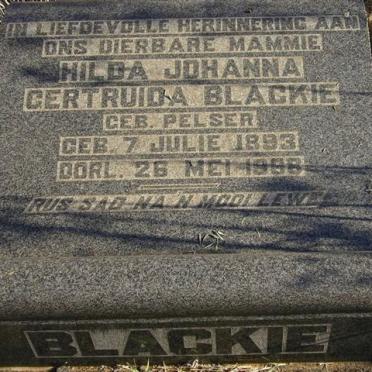 IN LIEFDEVOLLE HERINNERING AAN
ONS DIERBARE MAMMIE
HILDA JOHANNA
GERTRUIDA BLACKIE
GEB. PELSER
GEB. 7 JULIE 1893
OORL. 26 MEI
RUS SAG NA 'N MOOI LEWE
BLACKIE